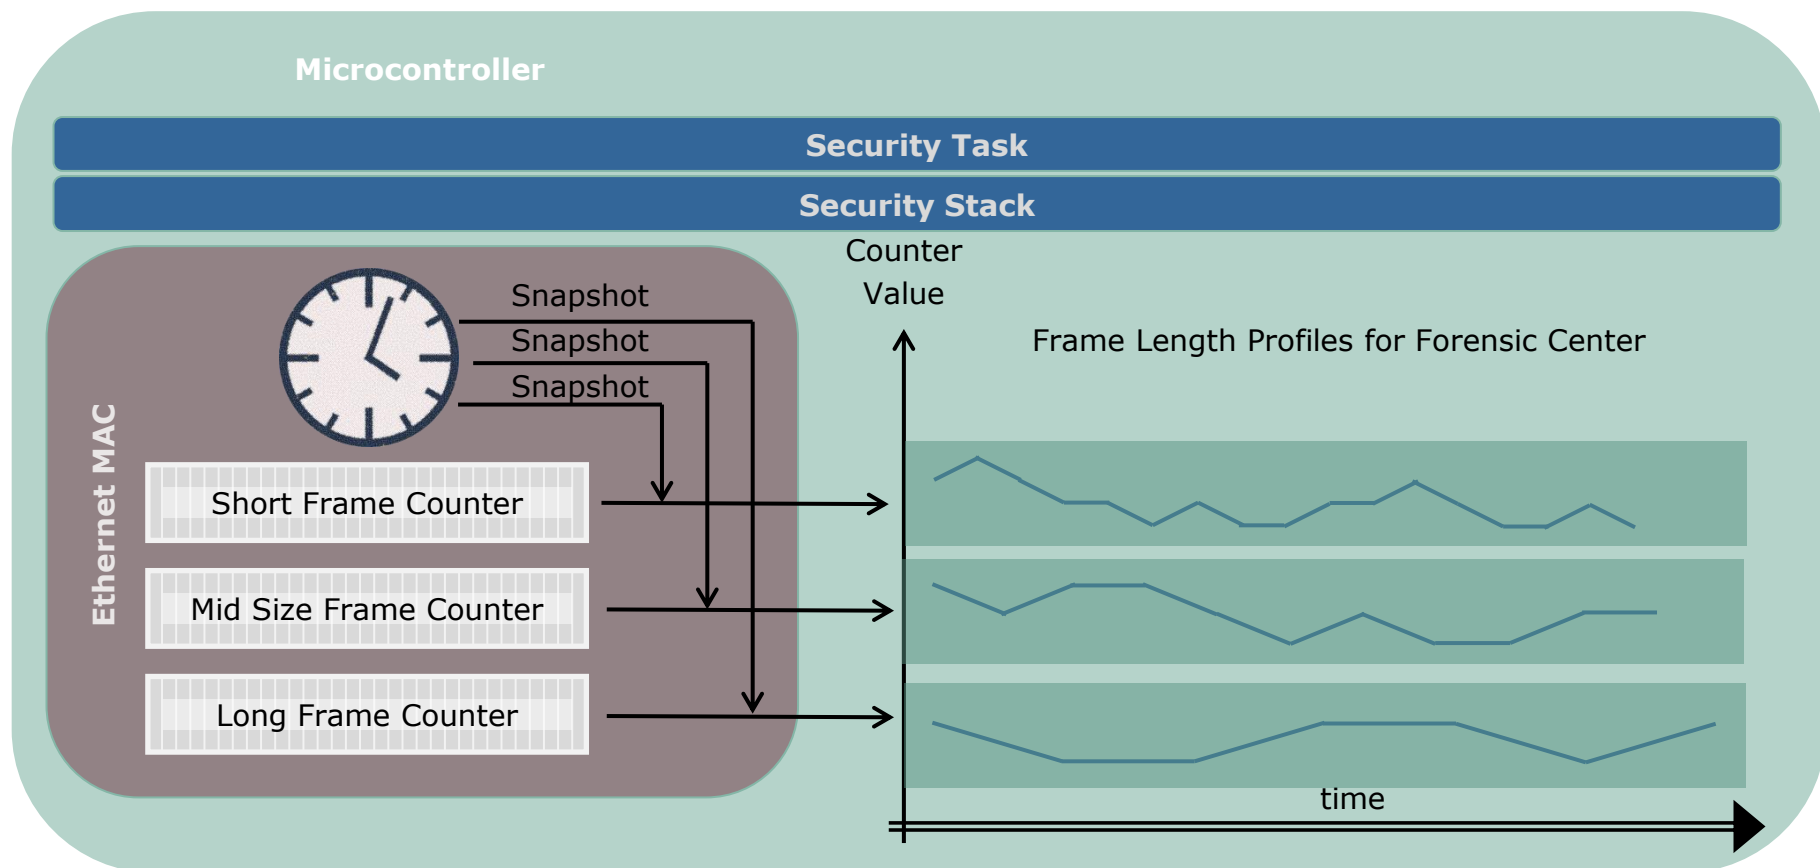 Microcontroller
Security Task
Security Stack
Counter
Value
Snapshot
Snapshot
Snapshot
Frame Length Profiles for Forensic Center
Ethernet MAC
Short Frame Counter
Mid Size Frame Counter
Long Frame Counter
time